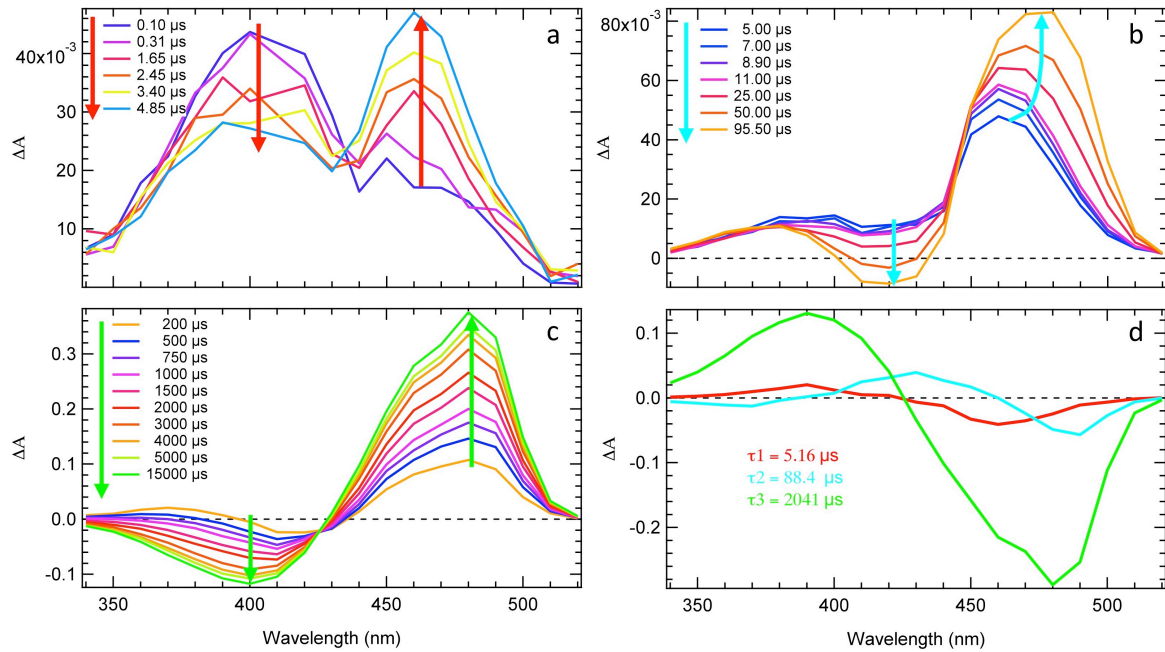 a
0.10 µs
0.31 µs
1.65 µs
2.45 µs
3.40 µs
4.85 µs
40x10⁻³
30
20
10
ΔA
b
5.00 µs
7.00 µs
8.90 µs
11.00 µs
25.00 µs
50.00 µs
95.50 µs
80x10⁻³
60
40
20
0
ΔA
c
200 µs
500 µs
750 µs
1000 µs
1500 µs
2000 µs
3000 µs
4000 µs
5000 µs
15000 µs
0.3
0.2
0.1
0.0
-0.1
ΔA
350 400 450 500
Wavelength (nm)
d
0.1
0.0
-0.1
-0.2
ΔA
τ1 = 5.16 µs
τ2 = 88.4 µs
τ3 = 2041 µs
350 400 450 500
Wavelength (nm)